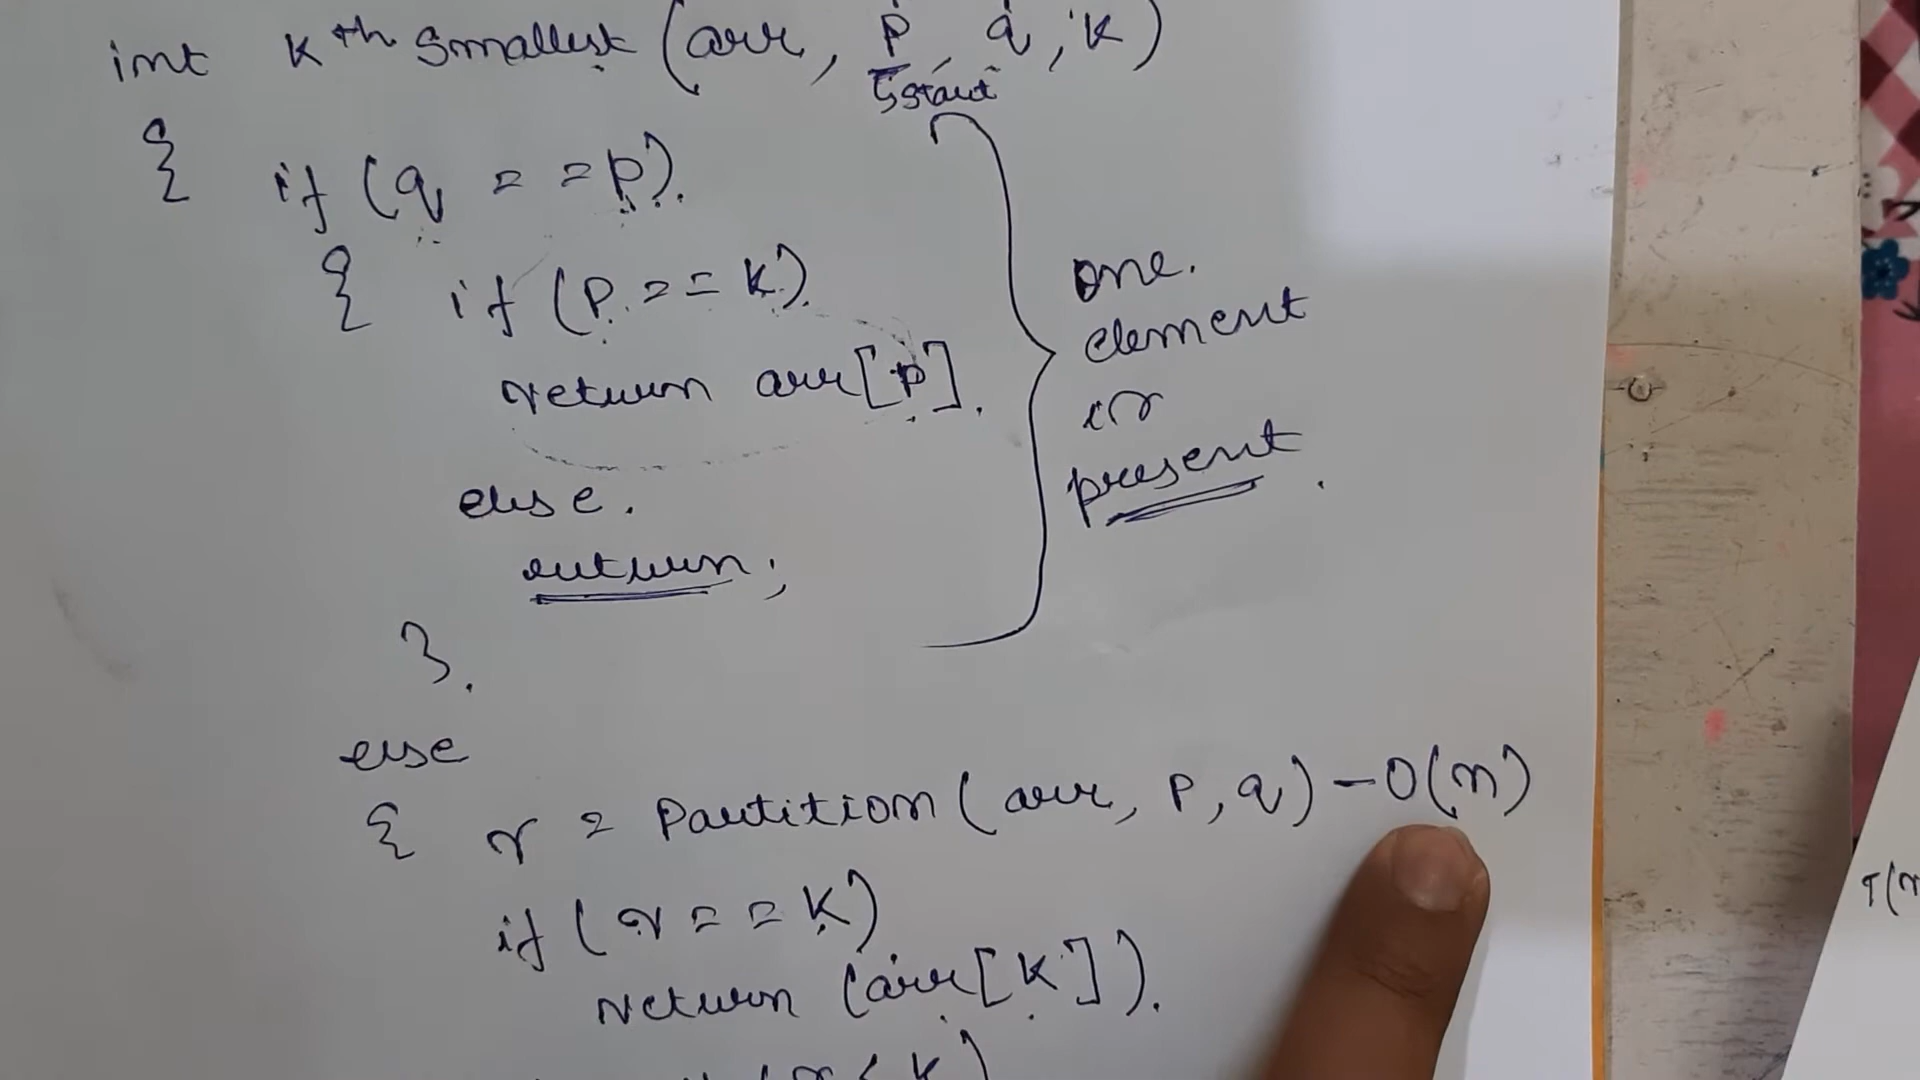 int Kth Smallest (arr, p, q, k)
↳start
{ if (q == p).
{ if (p == k)
return arr[p].
else.
return;
}.
one.
element
is
present.
else
{ r = Partition (arr, p, q) - O(n)
if (r == k)
return (arr[k]).
(r < k)
T(n